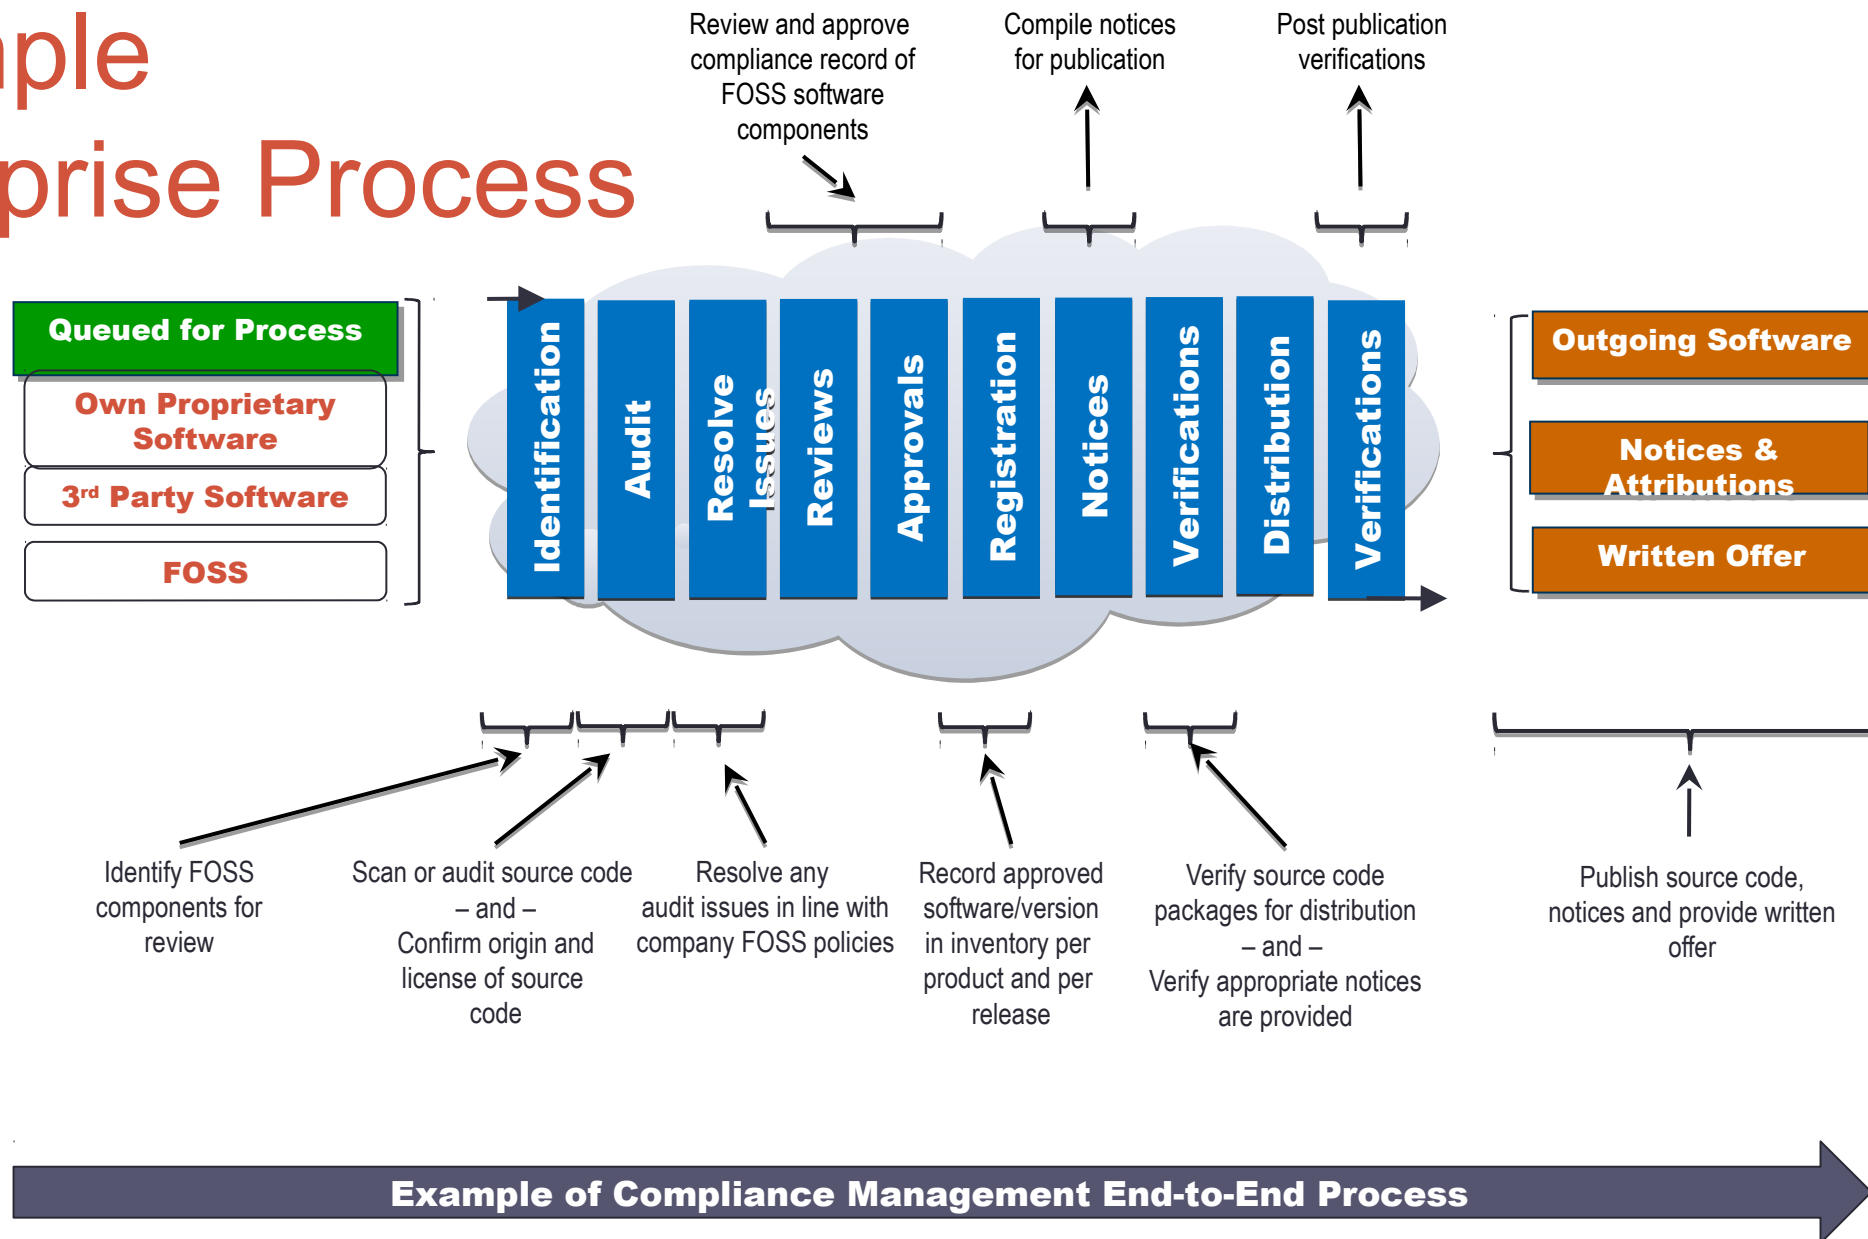 mple
prise Process
Review and approve
compliance record of
FOSS software
components
Compile notices
for publication
Post publication
verifications
Queued for Process
Own Proprietary
Software
3rd Party Software
FOSS
Identification
Audit
Resolve
Issues
Reviews
Approvals
Registration
Notices
Verifications
Distribution
Verifications
Outgoing Software
Notices &
Attributions
Written Offer
Identify FOSS
components for
review
Scan or audit source code
– and –
Confirm origin and
license of source
code
Resolve any
audit issues in line with
company FOSS policies
Record approved
software/version
in inventory per
product and per
release
Verify source code
packages for distribution
– and –
Verify appropriate notices
are provided
Publish source code,
notices and provide written
offer
Example of Compliance Management End-to-End Process